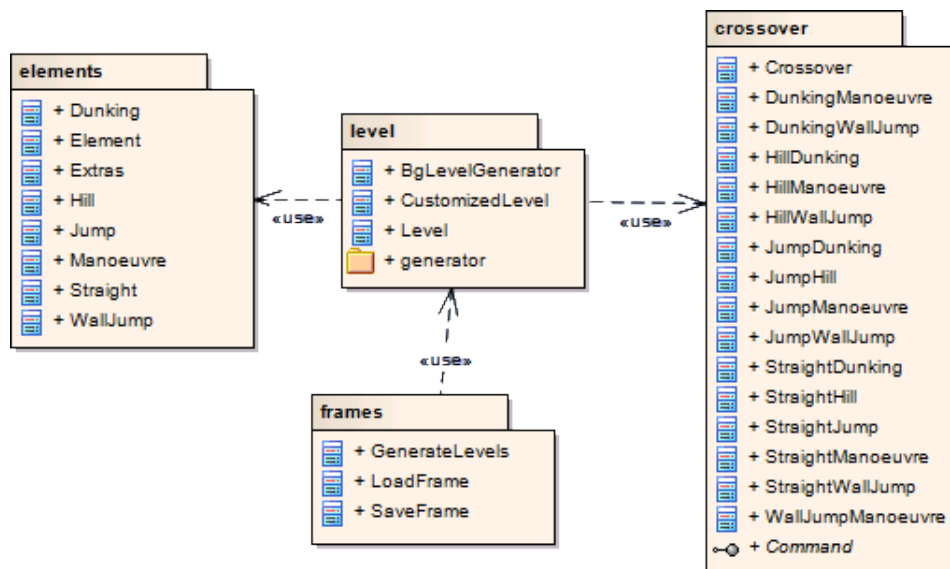 elements
+ Dunking
+ Element
+ Extras
+ Hill
+ Jump
+ Manoeuvre
+ Straight
+ WallJump
«use»
level
+ BgLevelGenerator
+ CustomizedLevel
+ Level
+ generator
«use»
frames
+ GenerateLevels
+ LoadFrame
+ SaveFrame
«use»
crossover
+ Crossover
+ DunkingManoeuvre
+ DunkingWallJump
+ HillDunking
+ HillManoeuvre
+ HillWallJump
+ JumpDunking
+ JumpHill
+ JumpManoeuvre
+ JumpWallJump
+ StraightDunking
+ StraightHill
+ StraightJump
+ StraightManoeuvre
+ StraightWallJump
+ WallJumpManoeuvre
+ Command